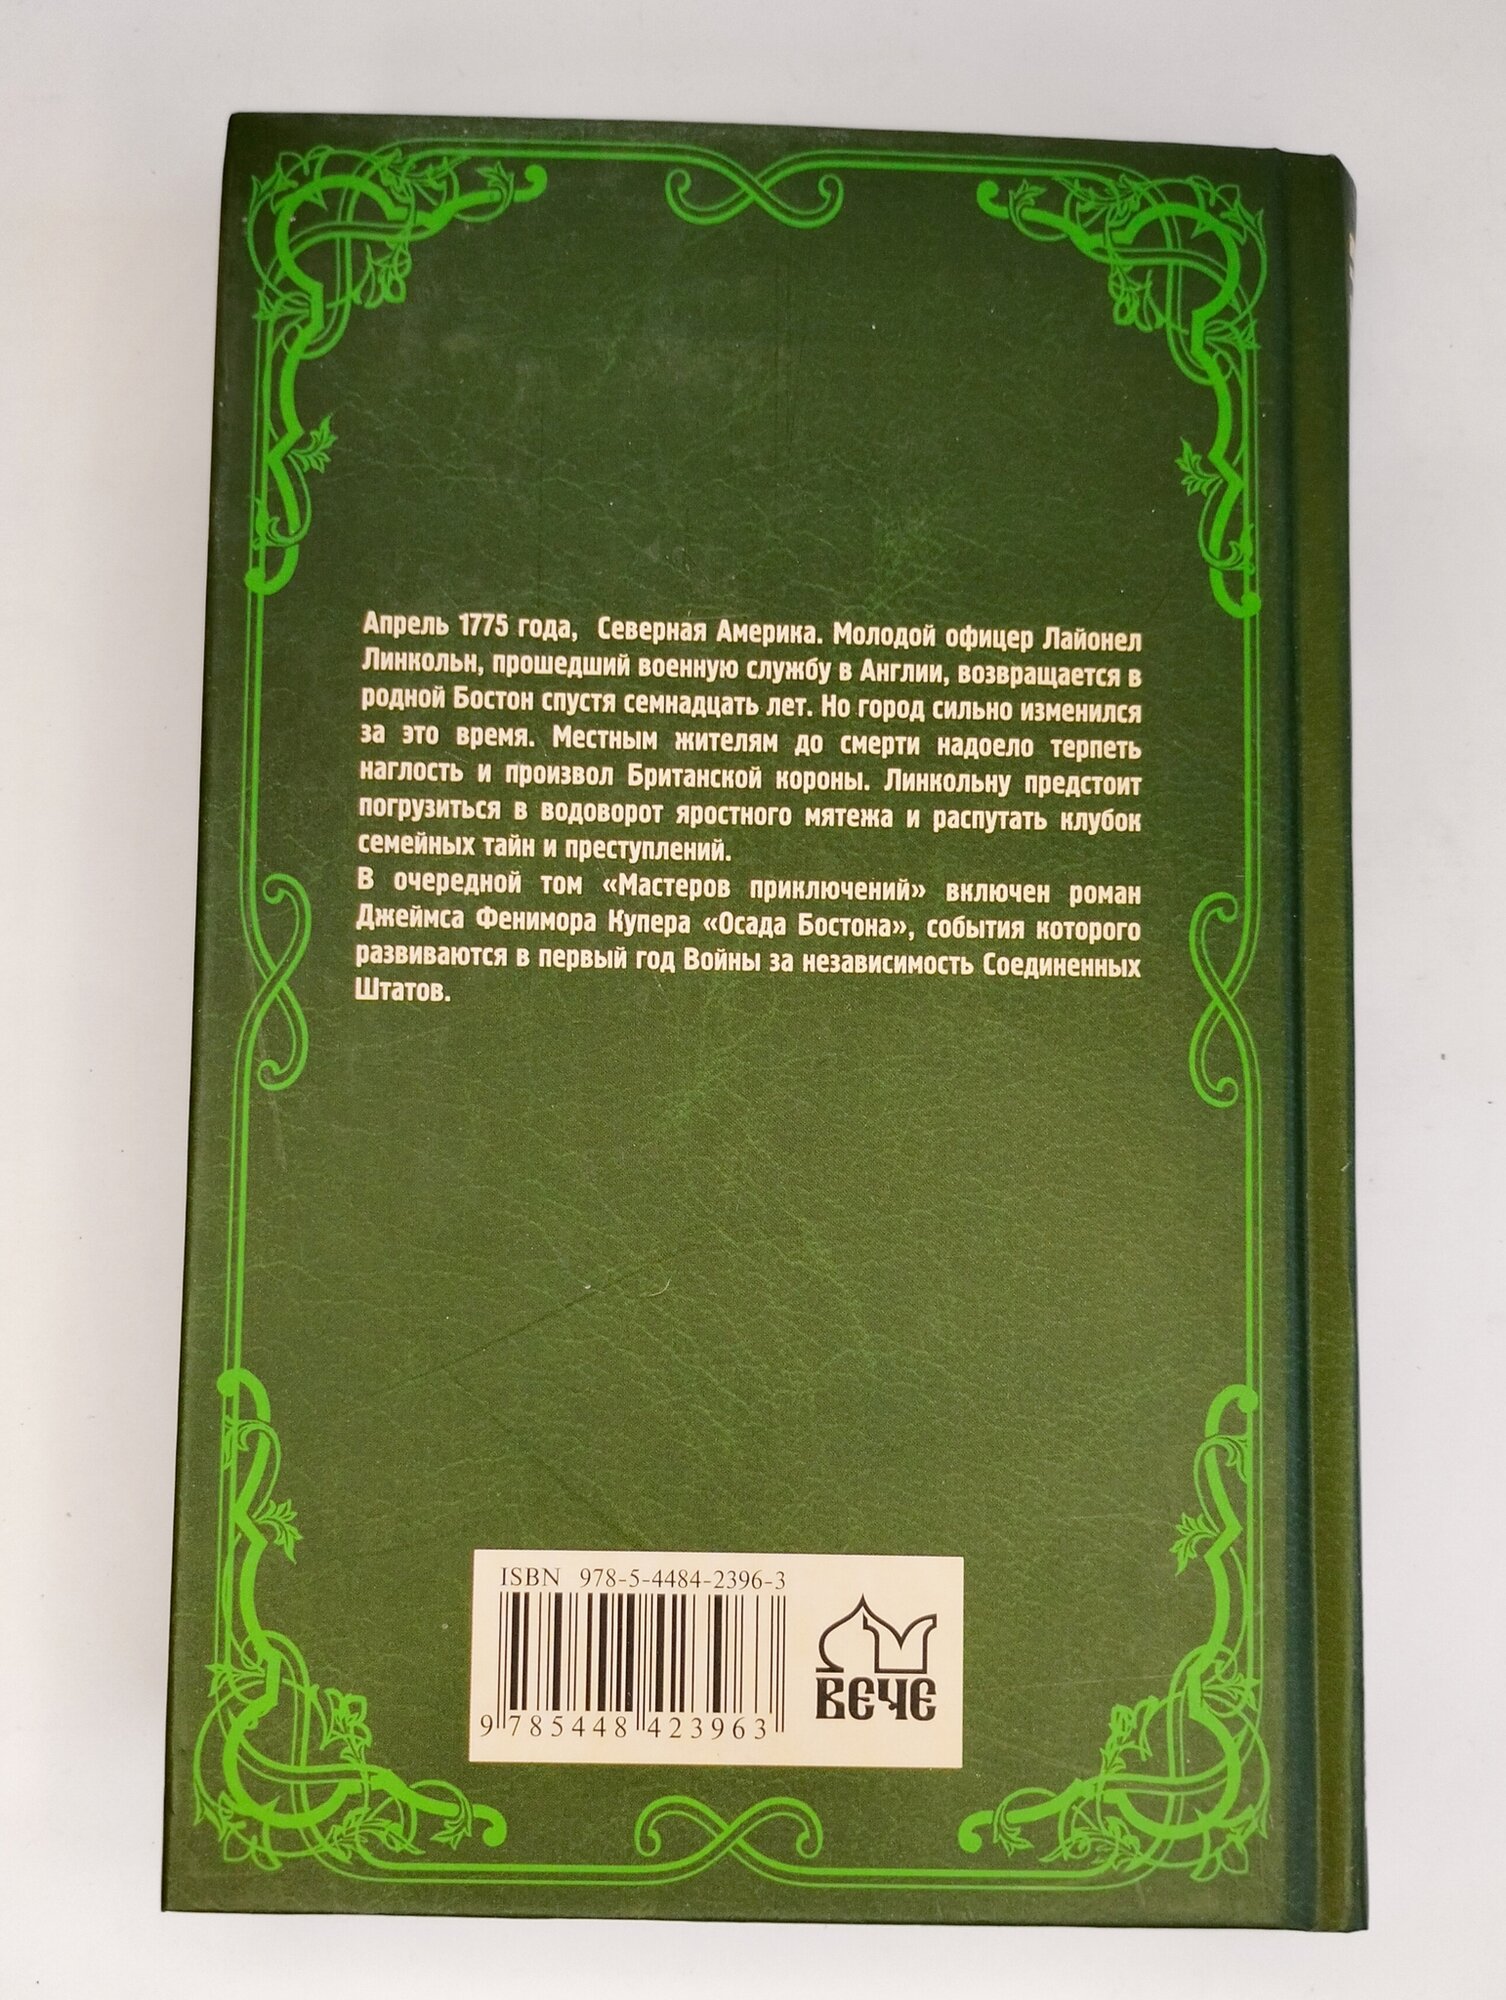 Апрель 1775 года, Северная Америка. Молодой офицер Лайонел
Линкольн, прошедший военную службу в Англии, возвращается в
родной Бостон спустя семнадцать лет. Но город сильно изменился
за это время. Местным жителям до смерти надоело терпеть
наглость и произвол Британской короны. Линкольну предстоит
погрузиться в водоворот яростного мятежа и распутать клубок
семейных тайн и преступлений.
В очередной том «Мастеров приключений» включен роман
Джеймса Фенимора Купера «Осада Бостона», события которого
развиваются в первый год Войны за независимость Соединенных
Штатов.
ISBN 978-5-4484-2396-3
9 785448 423963
ВЕЧЕ